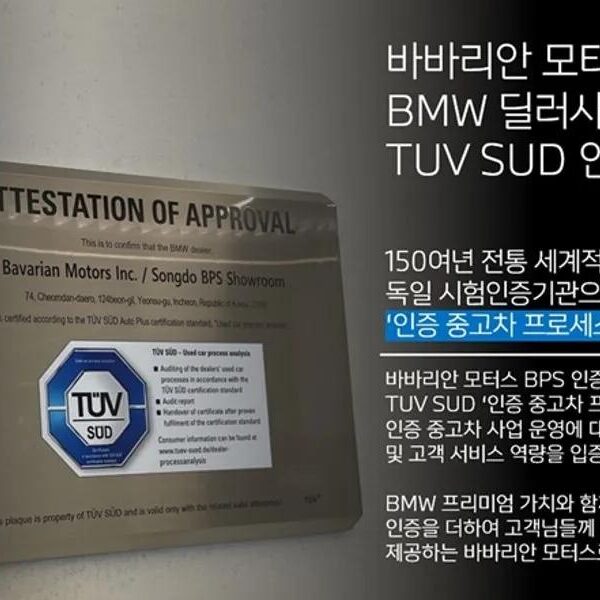 바바리안 모터
BMW 딜러사
TUV SUD 인
TTESTATION OF APPROVAL
This is to confirm that the BMW dealer
Bavarian Motors Inc. / Songdo BPS Showroom
74, Cheomdan-daero, 124beon-gil, Yeonsu-gu, Incheon, Republic of Korea
is certified according to the TÜV SÜD Auto Plus certification standard, "Used car
TÜV SÜD – Used car process analysis
■ Auditing of the dealers' used car
processes in accordance with the
TÜV SÜD certification standard
■ Audit report
■ Handover of certificate after proven
fulfilment of the certification standard
Consumer information can be found at
www.tuev-sued.de/dealer-
processanalysis
TÜV
SÜD
s plaque is property of TÜV SÜD and is valid only with the related valid attestation.
150여년 전통 세계적
독일 시험인증기관으
'인증 중고차 프로세스
바바리안 모터스 BPS 인증
TUV SUD '인증 중고차 프
인증 중고차 사업 운영에 대
및 고객 서비스 역량을 입증
BMW 프리미엄 가치와 함께
인증을 더하여 고객님들께
제공하는 바바리안 모터스로